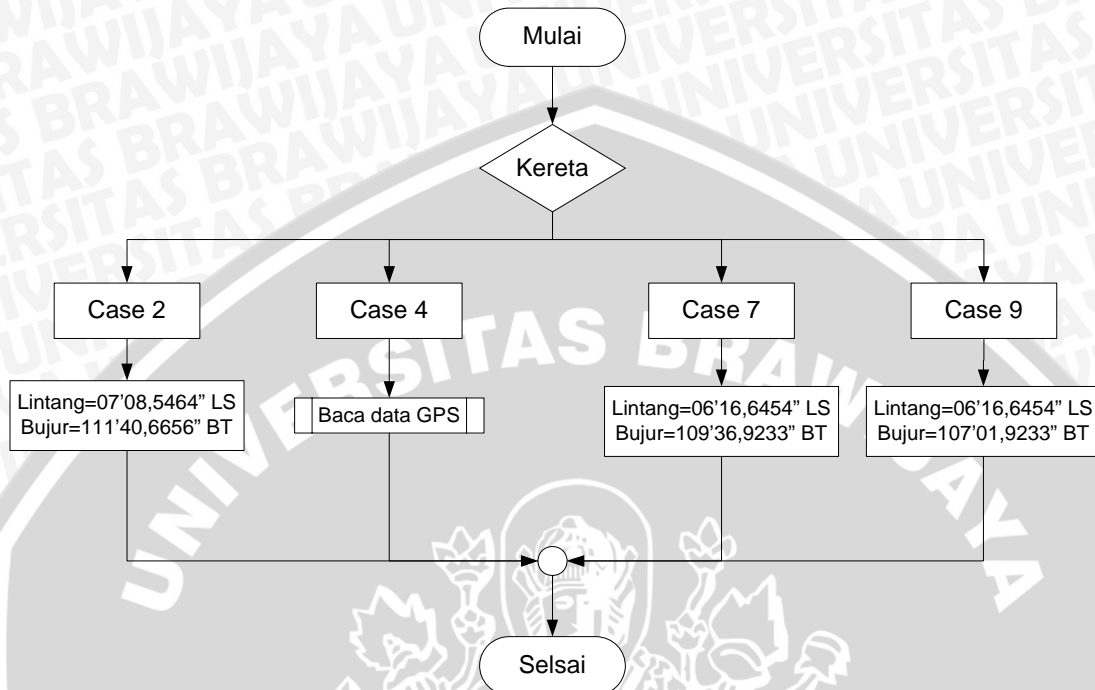 Mulai
Kereta
Case 2
Case 4
Case 7
Case 9
Lintang=07’08,5464” LS
Bujur=111’40,6656” BT
Baca data GPS
Lintang=06’16,6454” LS
Bujur=109’36,9233” BT
Lintang=06’16,6454” LS
Bujur=107’01,9233” BT
Selsai
UNIVERSITAS BRAWIJAYA